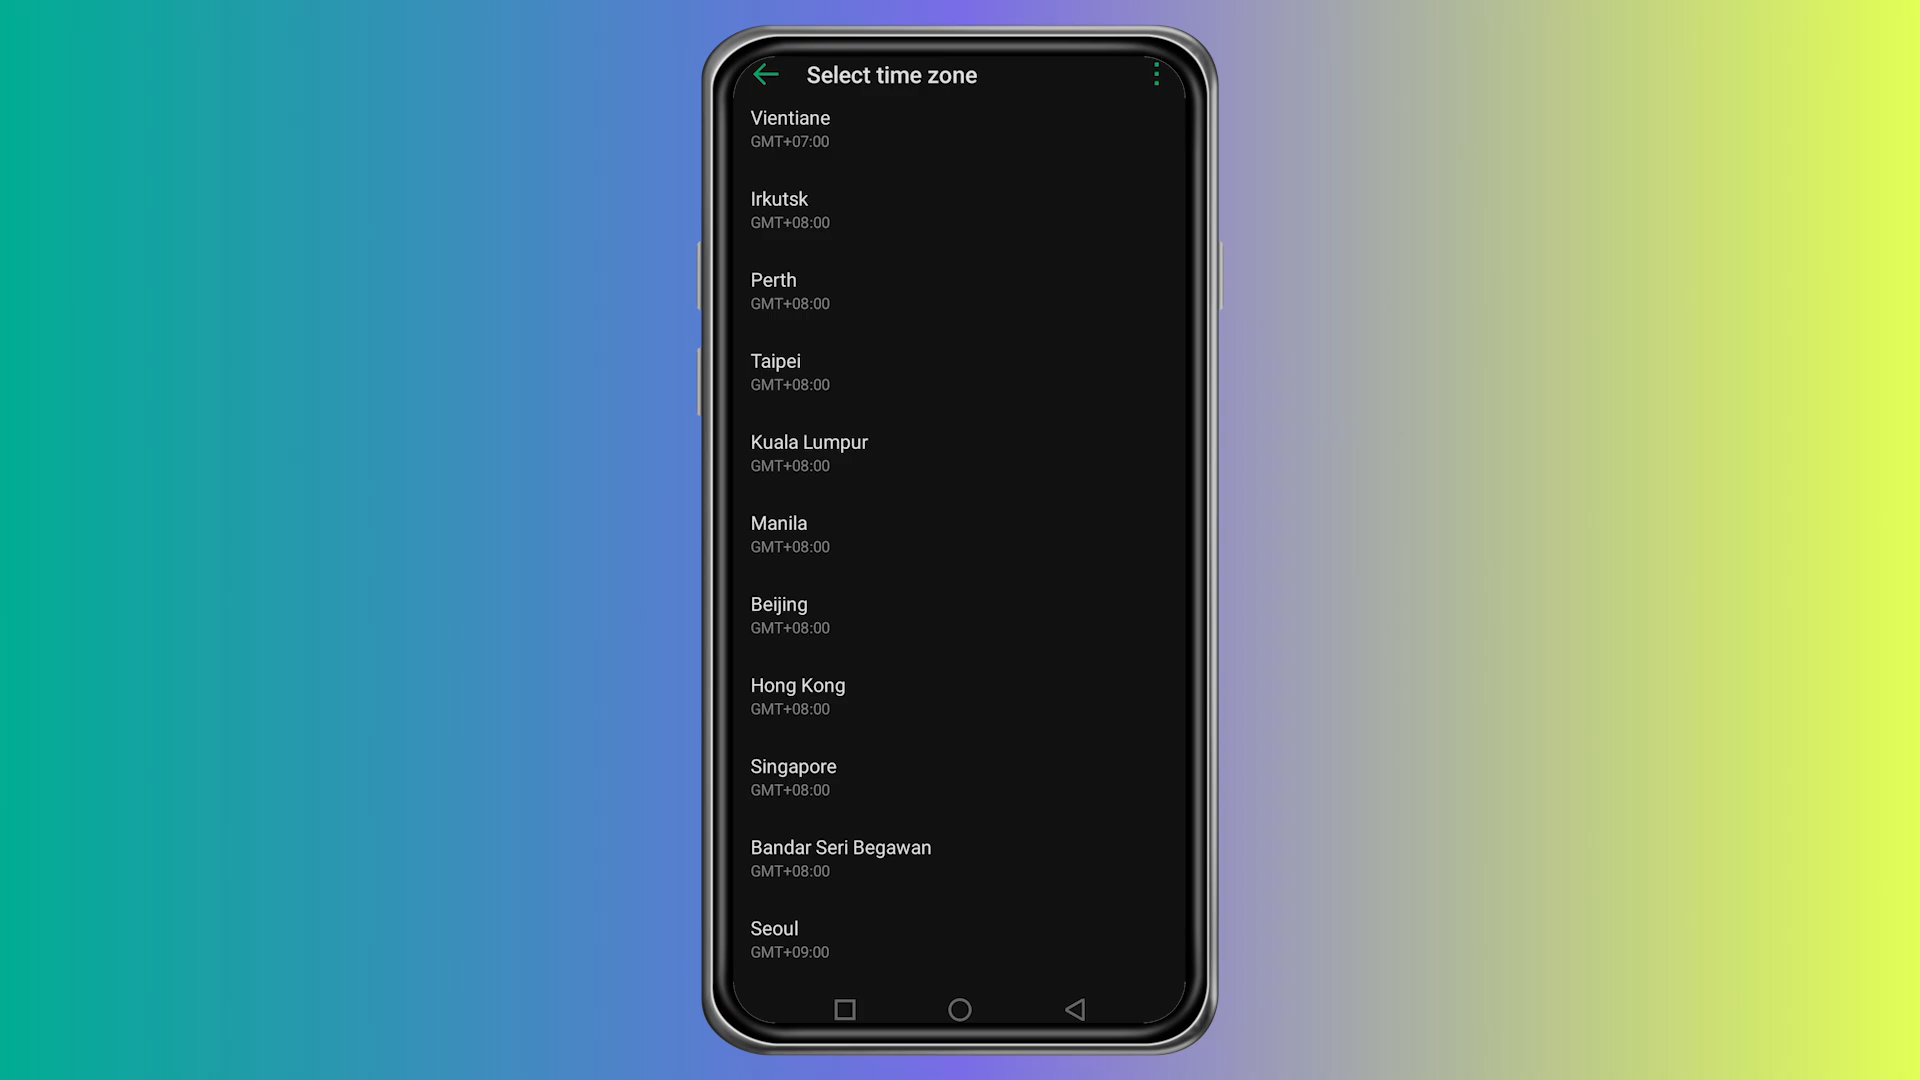 Select time zone
Vientiane
GMT+07:00
Irkutsk
GMT+08:00
Perth
GMT+08:00
Taipei
GMT+08:00
Kuala Lumpur
GMT+08:00
Manila
GMT+08:00
Beijing
GMT+08:00
Hong Kong
GMT+08:00
Singapore
GMT+08:00
Bandar Seri Begawan
GMT+08:00
Seoul
GMT+09:00